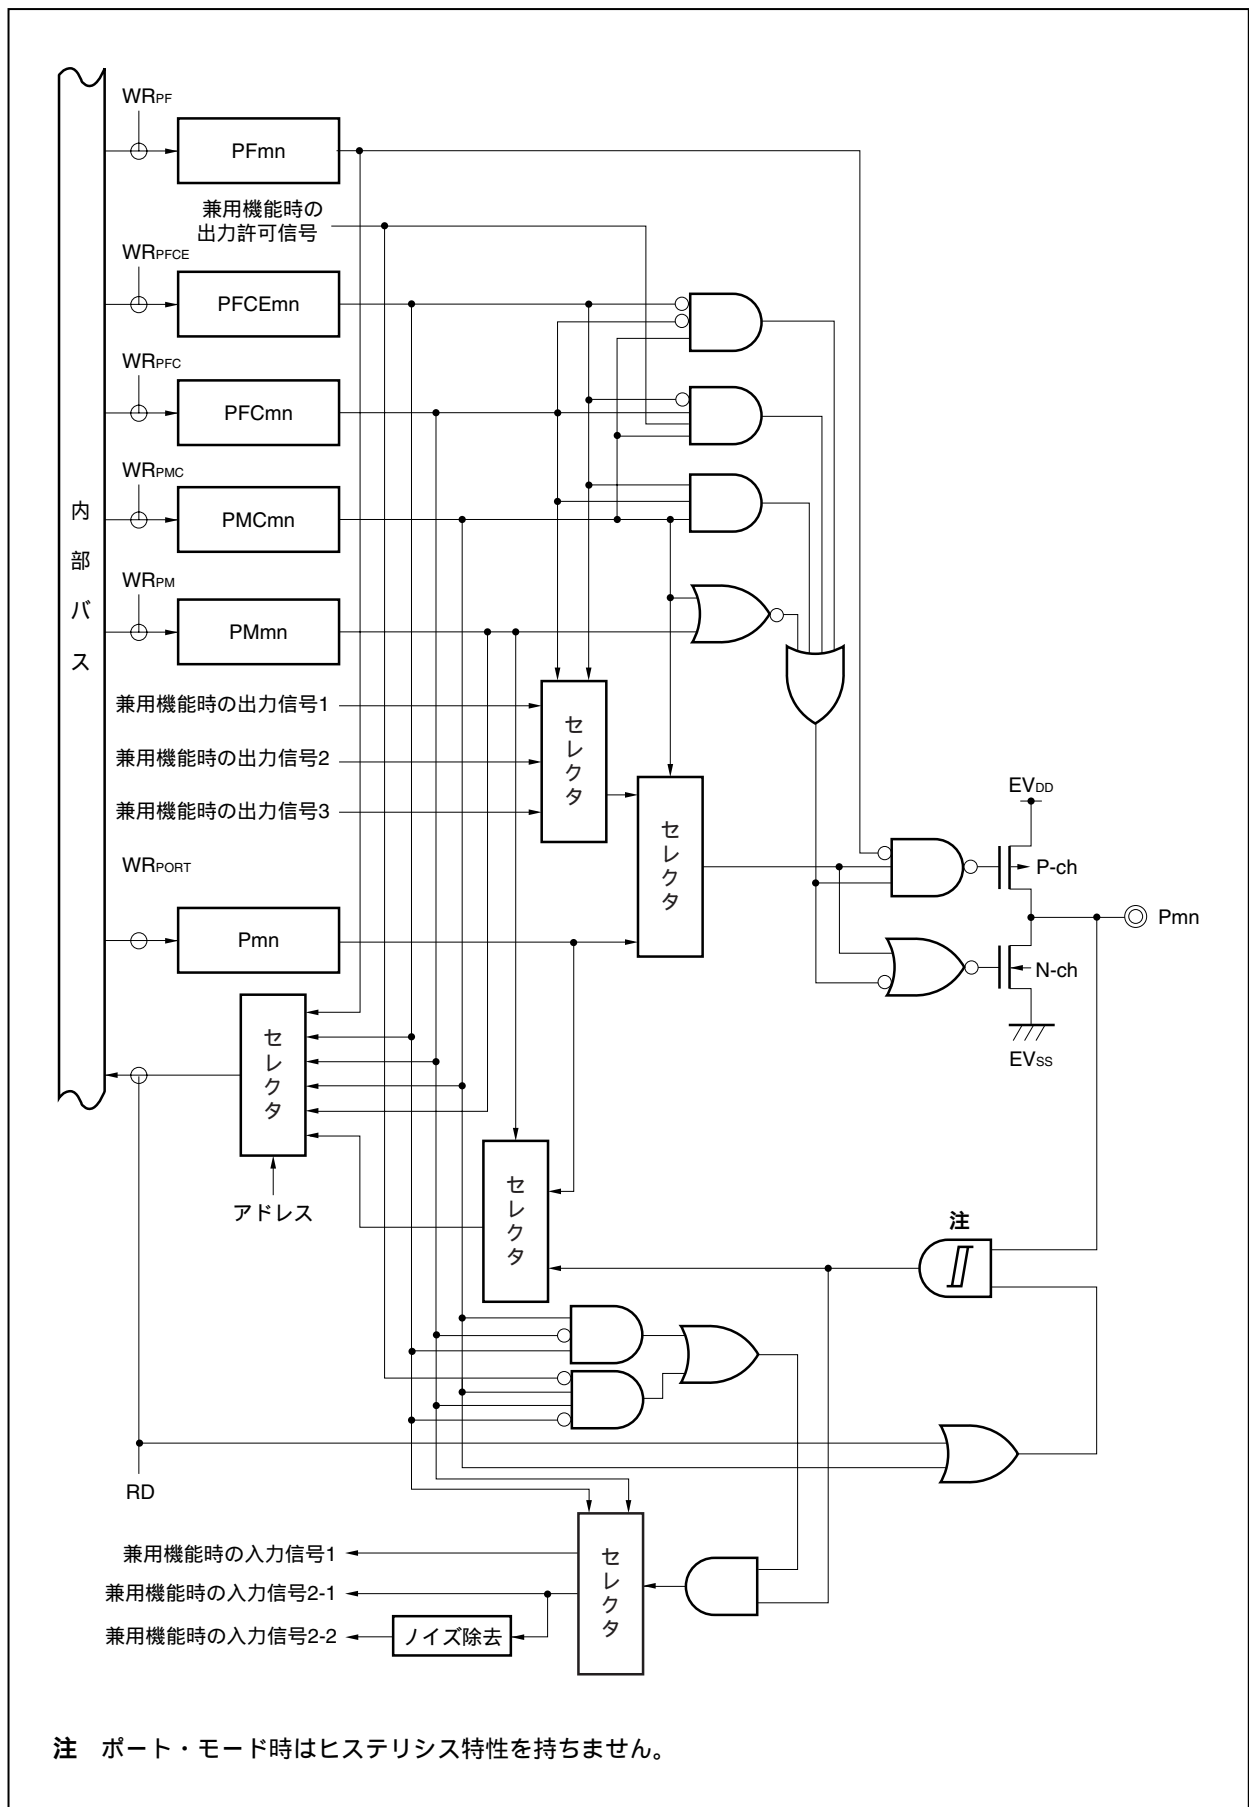 WRPF
PFmn
兼用機能時の
出力許可信号
WRPFCE
PFCEmn
WRPFC
PFCmn
WRPMC
PMCmn
内部バス
WRPM
PMmn
兼用機能時の出力信号1
兼用機能時の出力信号2
兼用機能時の出力信号3
セレクタ
セレクタ
EVDD
P-ch
WRPORT
Pmn
Pmn
N-ch
EVSS
セレクタ
アドレス
セレクタ
注
RD
兼用機能時の入力信号1
兼用機能時の入力信号2-1
兼用機能時の入力信号2-2
ノイズ除去
セレクタ
注 ポート・モード時はヒステリシス特性を持ちません。